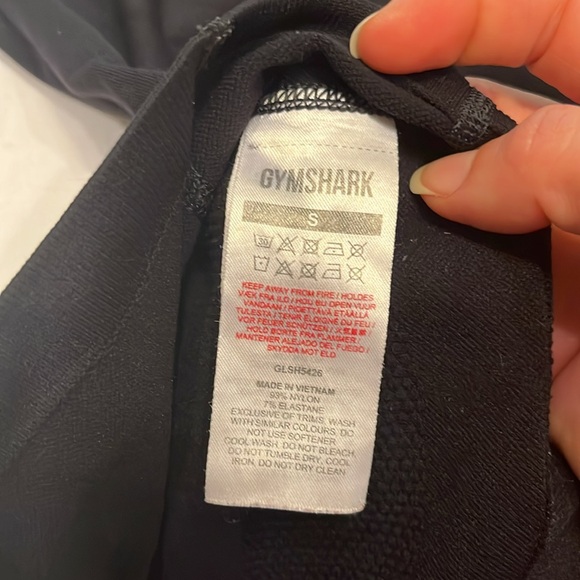 GYMSHARK
S
30
KEEP AWAY FROM FIRE / HOLDES
VÆK FRA ILD / HOU BIJ OPEN VUUR
VANDAAN / PIDETTÄVÄ ETÄÄLLÄ
TULESTA / TENIR ÉLOIGNÉ DU FEU /
VOR FEUER SCHÜTZEN /
HOLD BORTE FRA FLAMMER /
MANTENER ALEJADO DEL FUEGO /
SKYDDA MOT ELD
GLSH5426
MADE IN VIETNAM
93% NYLON
7% ELASTANE
EXCLUSIVE OF TRIMS, WASH
WITH SIMILAR COLOURS, DO
NOT USE SOFTENER
COOL WASH, DO NOT BLEACH,
DO NOT TUMBLE DRY, COOL
IRON, DO NOT DRY CLEAN